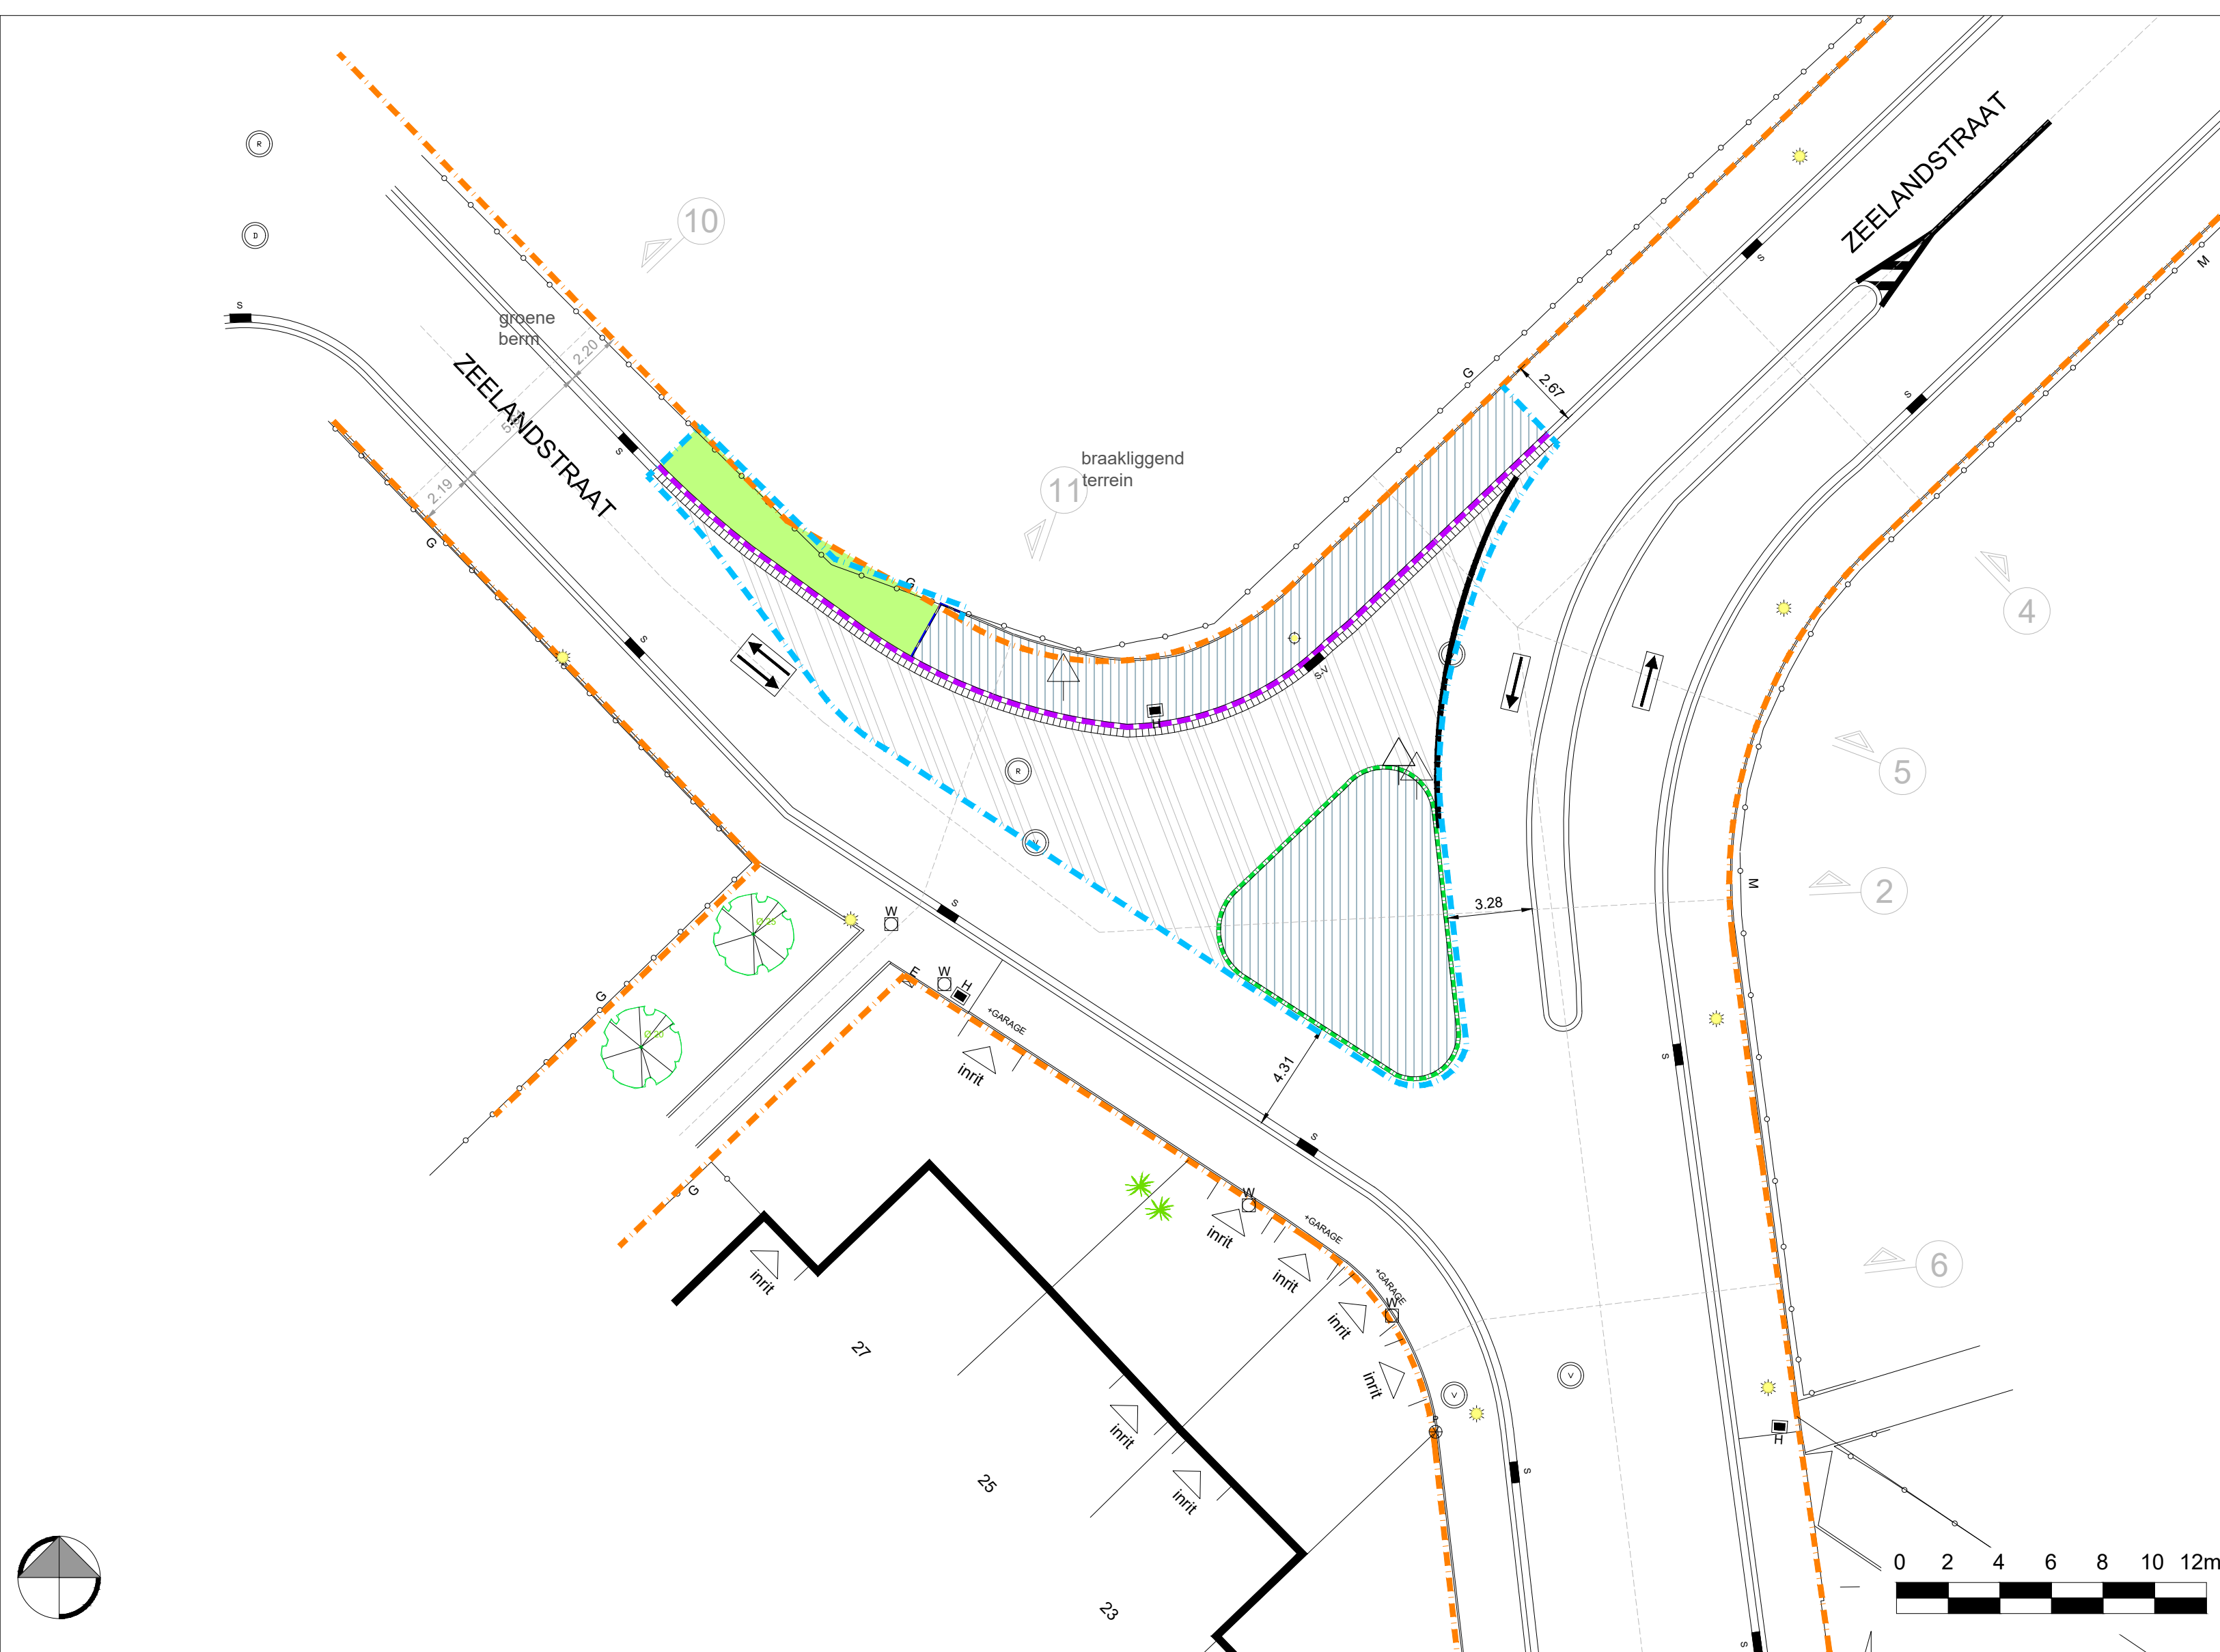 ZEELANDSTRAAT
R
M
10
D
S
S
groene
berm
2.20
G
2.67
S
ZEELANDSTRAAT
S
braakliggend
terrein
11
2.19
G
G
4
S
S-V
H
R
5
V
2
M
3.28
W
S
E
W
H
+GARAGE
G
inrit
4.31
S
S
G
W
+GARAGE
inrit
+GARAGE
inrit
W
inrit
inrit
6
inrit
27
V
V
P
H
inrit
25
inrit
S
0 2 4 6 8 10 12m
23
S